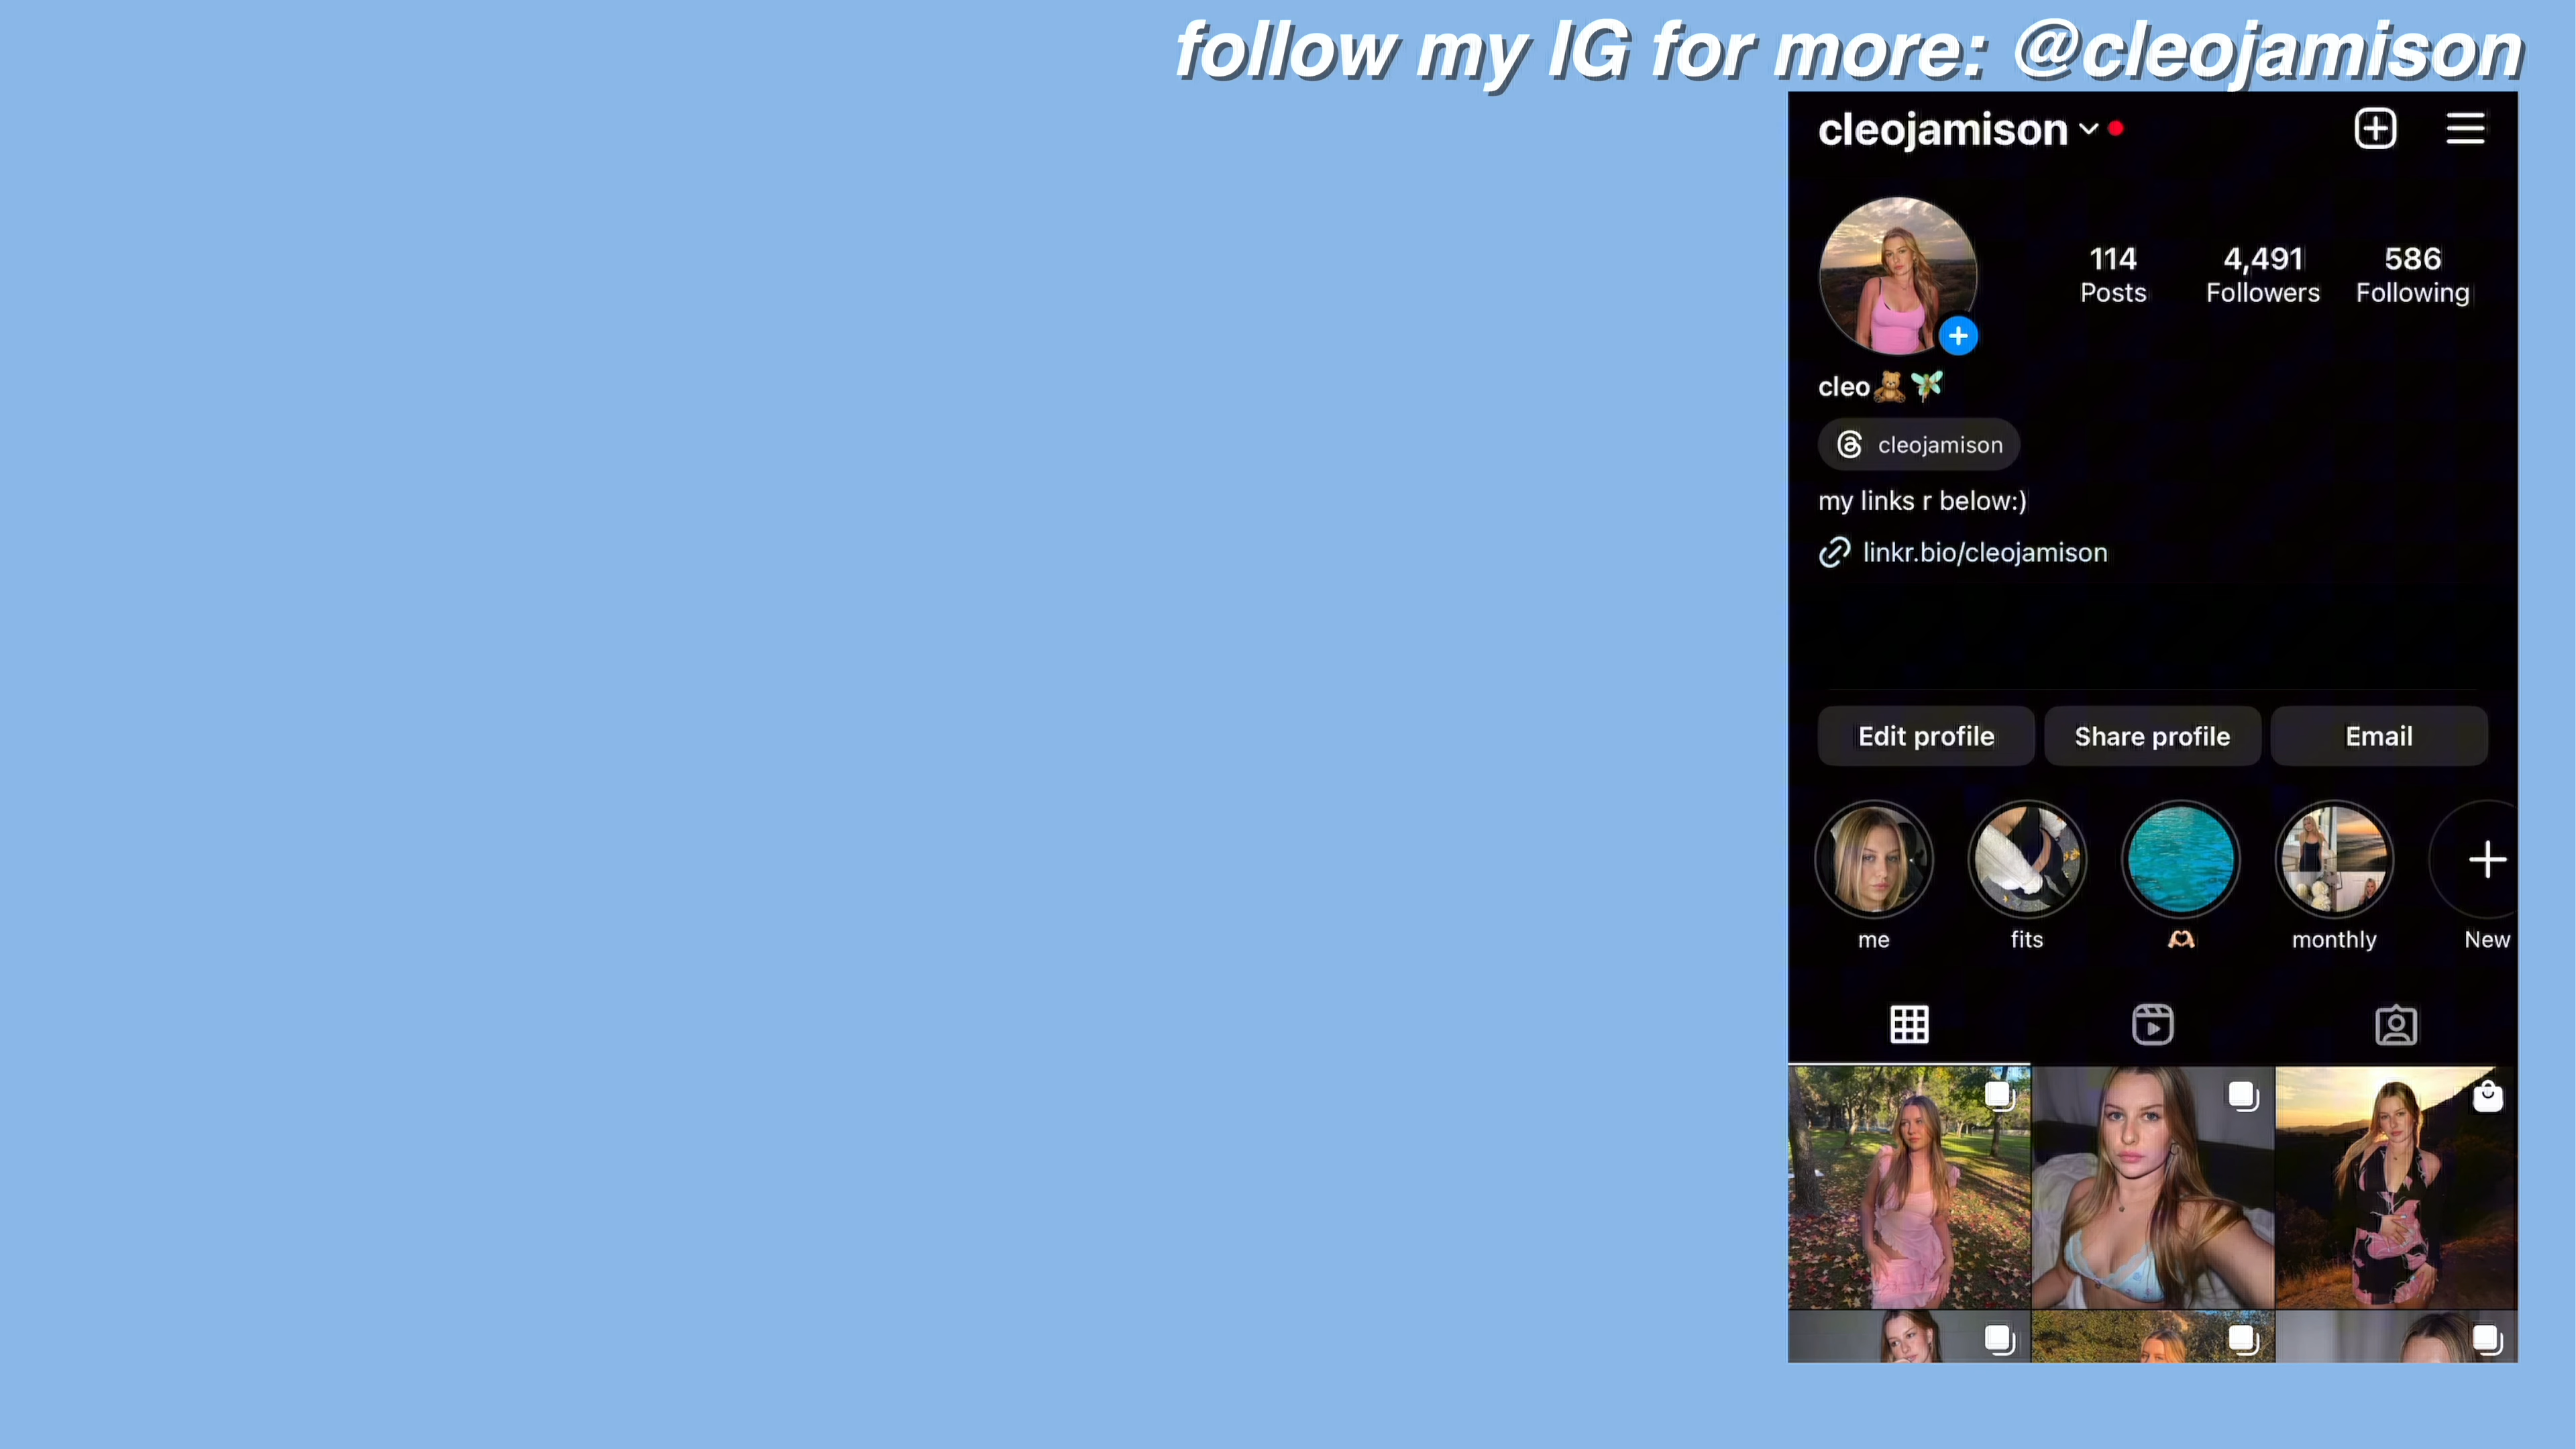 follow my IG for more: @cleojamison
cleojamison
114 4,491 586
Posts Followers Following
cleo🧸🧚
cleojamison
my links r below:)
linkr.bio/cleojamison
Edit profile Share profile Email
me fits 🫶🏻 monthly New